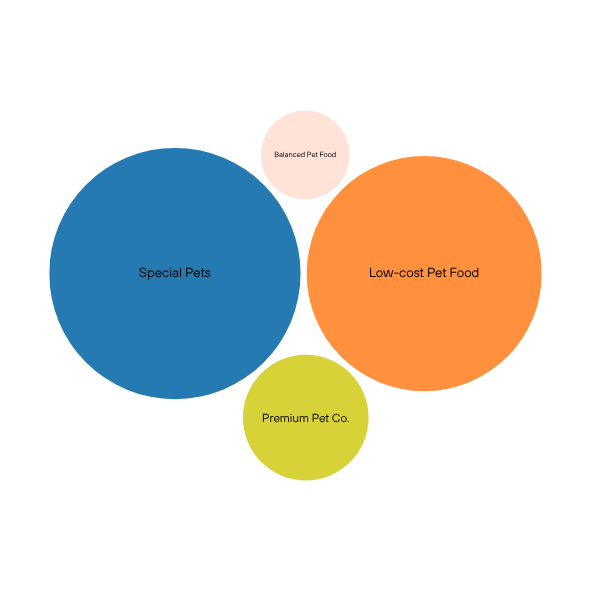 Balanced Pet Food
Special Pets
Low-cost Pet Food
Premium Pet Co.